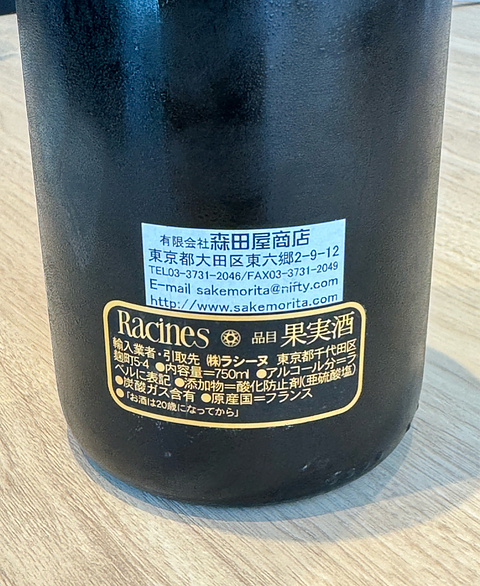 有限会社森田屋商店
東京都大田区東六郷2-9-12
TEL03-3731-2046/FAX03-3731-2049
E-mail sakemorita@nifty.com
http://www.sakemorita.com
Racines 品目 果実酒
輸入業者・引取先 ㈱ラシーヌ 東京都千代田区
麹町5-4 ●内容量=750ml ●アルコール分=ラ
ベルに表記 ●添加物=酸化防止剤(亜硫酸塩)
●炭酸ガス含有 ●原産国=フランス
●「お酒は20歳になってから」